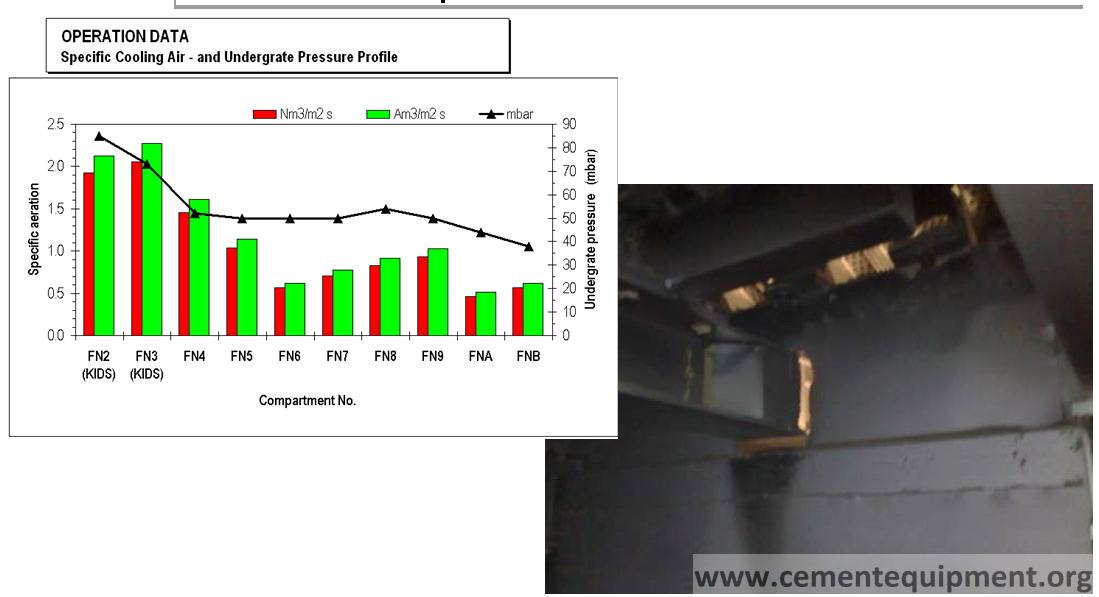 OPERATION DATA
Specific Cooling Air - and Undergrate Pressure Profile
Nm3/m2 s
Am3/m2 s
mbar
2.5
2.0
1.5
1.0
0.5
0.0
Specific aeration
90
80
70
60
50
40
30
20
10
0
Undergrate pressure (mbar)
FN2 FN3 FN4 FN5 FN6 FN7 FN8 FN9 FNA FNB
(KIDS) (KIDS)
Compartment No.
www.cementequipment.org